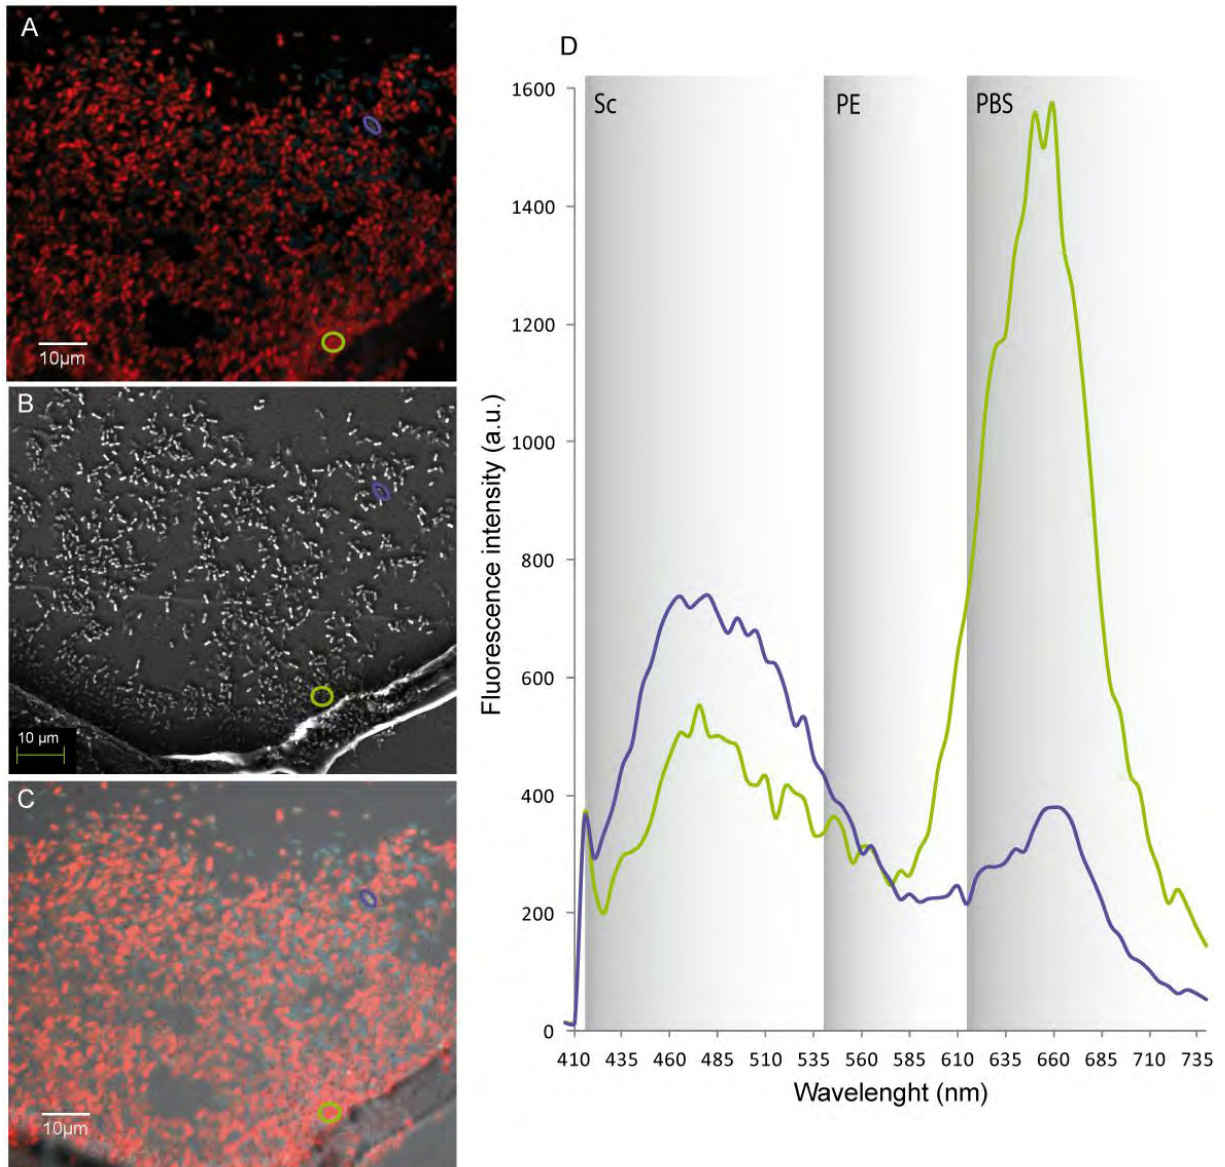 A
10µm
B
10 µm
C
10µm
D
Fluorescence intensity (a.u.)
1600
1400
1200
1000
800
600
400
200
0
Sc
PE
PBS
410 435 460 485 510 535 560 585 610 635 660 685 710 735
Wavelenght (nm)